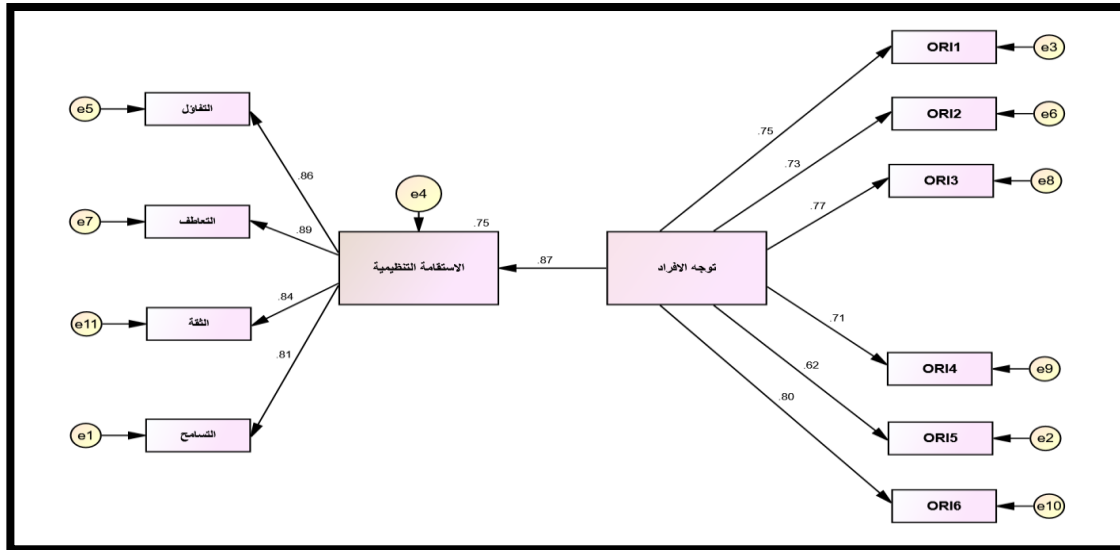 ORI1
e3
.75
ORI2
e6
.73
ORI3
e8
.77
التفاؤل
e5
.86
e4
.75
التعاطف
e7
.89
الاستقامة التنظيمية
.87
توجه الافراد
الثقة
e11
.84
.71
ORI4
e9
.81
.62
التسامح
e1
ORI5
e2
.80
ORI6
e10